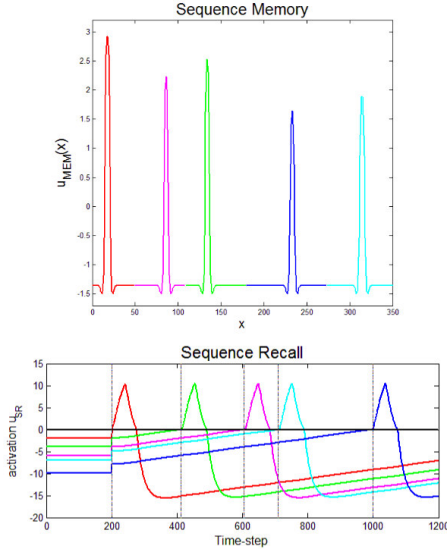 Sequence Memory
3
2.5
2
1.5
1
0.5
0
-0.5
-1
-1.5
u_MEM(x)
0 50 100 150 200 250 300 350
x
Sequence Recall
15
10
5
0
-5
-10
-15
-20
activation u_SR
0 200 400 600 800 1000 1200
Time-step